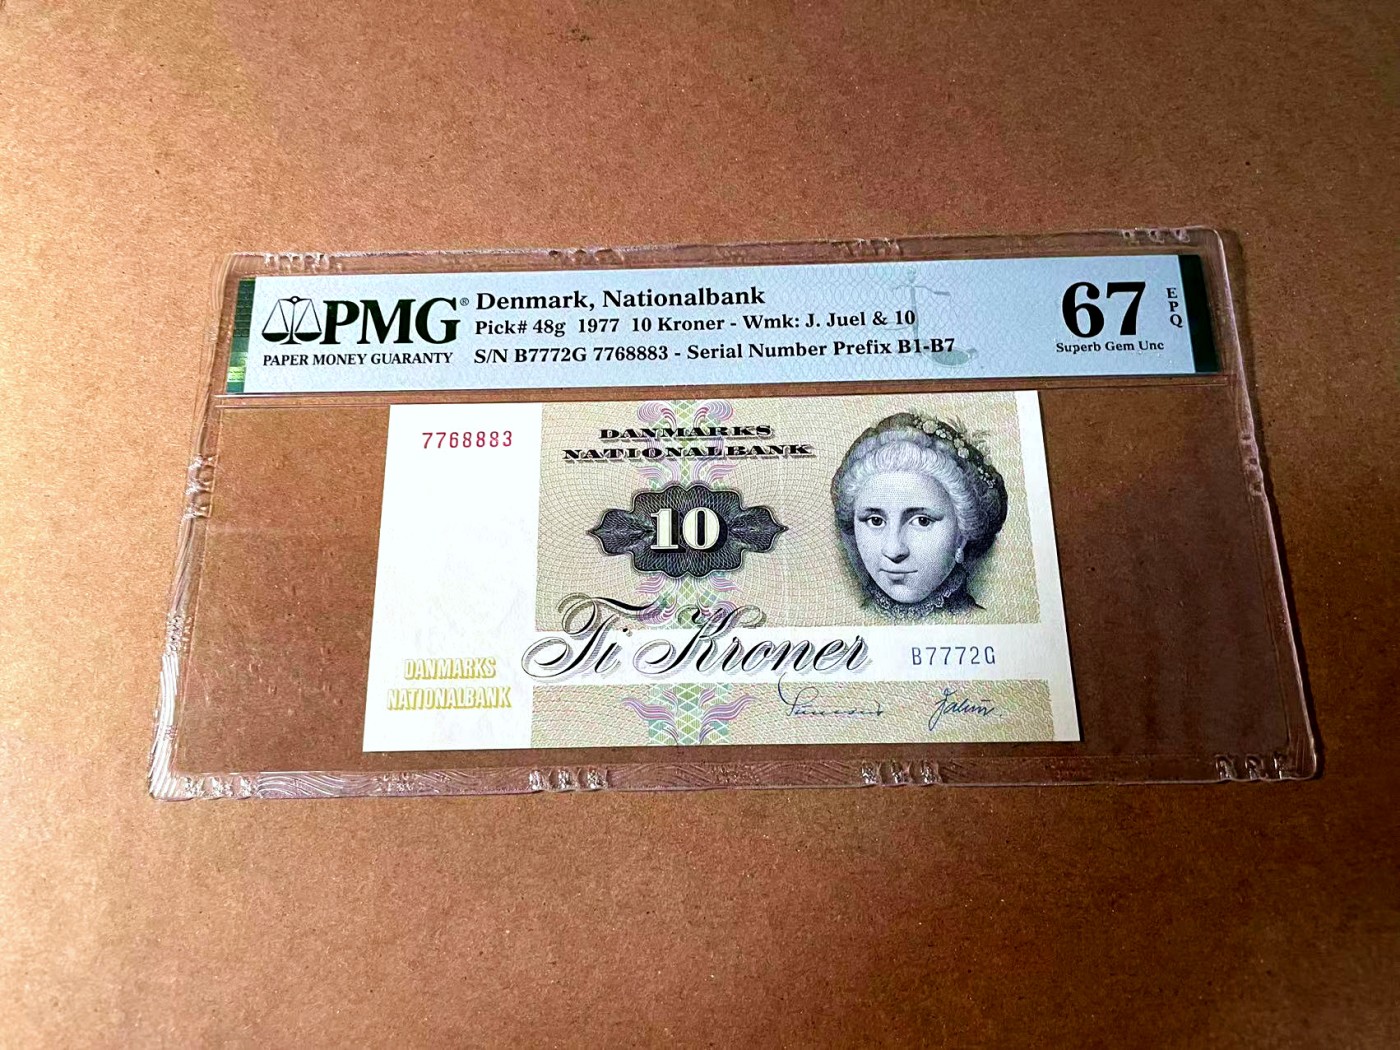 PMG®
PAPER MONEY GUARANTY
Denmark, Nationalbank
Pick# 48g 1977 10 Kroner - Wmk: J. Juel & 10
S/N B7772G 7768883 - Serial Number Prefix B1-B7
67
EPQ
Superb Gem Unc
7768883
DANMARKS
NATIONALBANK
10
Ti Kroner
B7772G
DANMARKS
NATIONALBANK